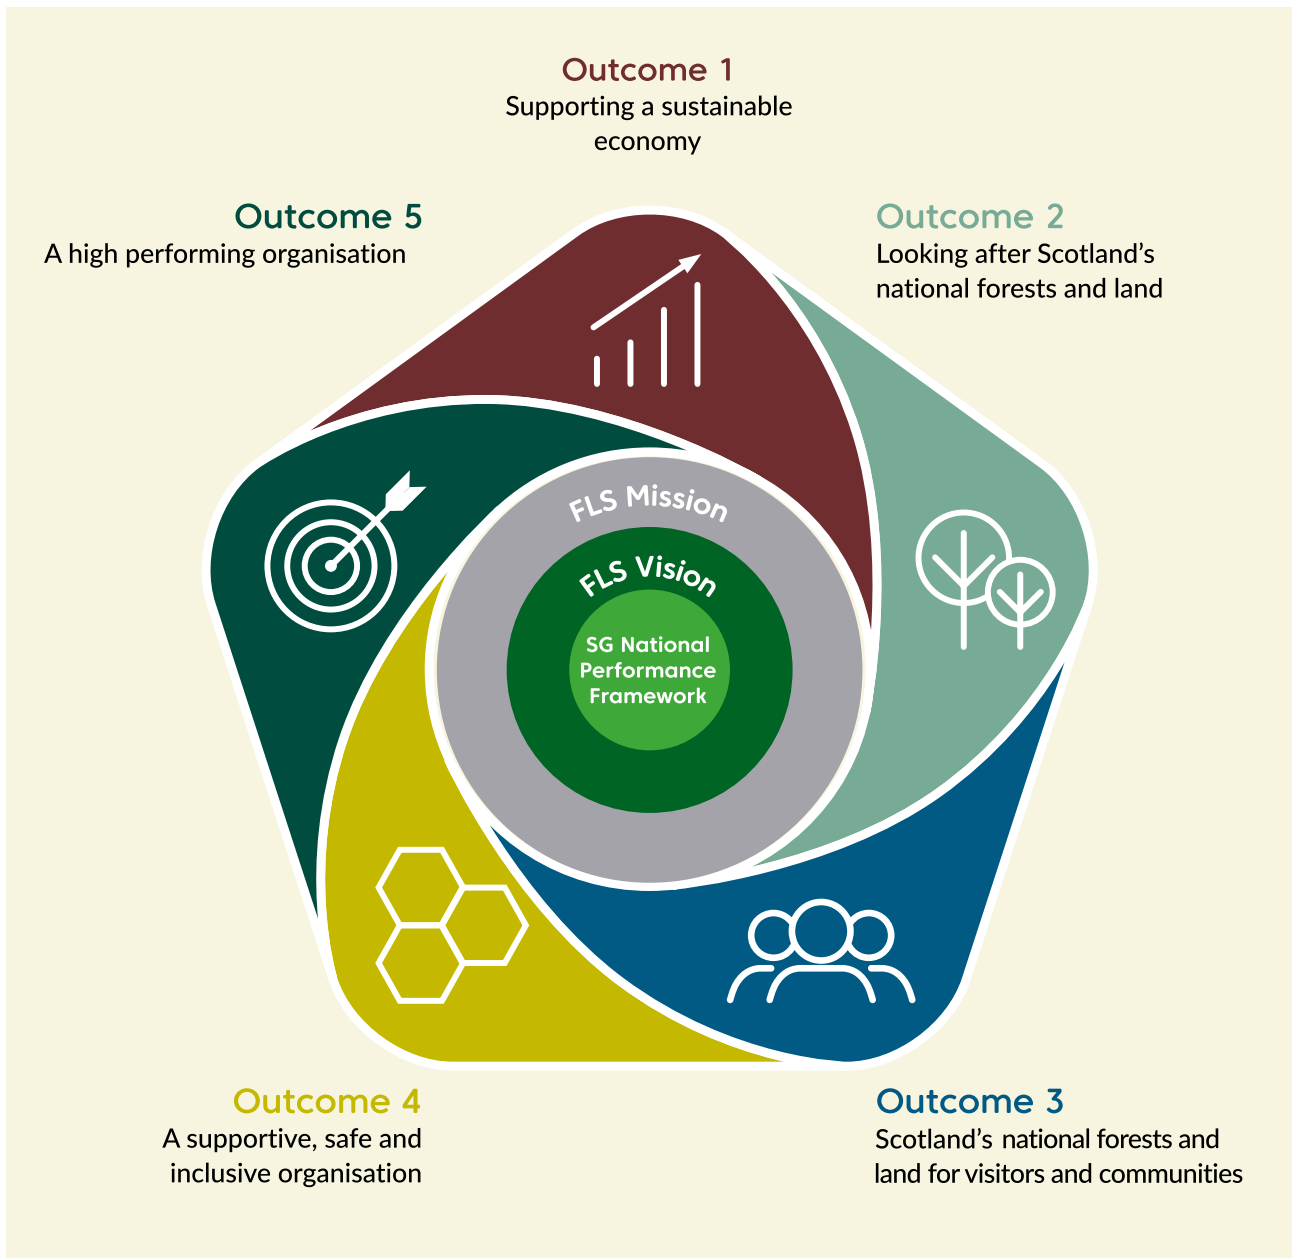 Outcome 1
Supporting a sustainable
economy
Outcome 5
A high performing organisation
Outcome 2
Looking after Scotland’s
national forests and land
FLS Mission
FLS Vision
SG National
Performance
Framework
Outcome 4
A supportive, safe and
inclusive organisation
Outcome 3
Scotland’s national forests and
land for visitors and communities